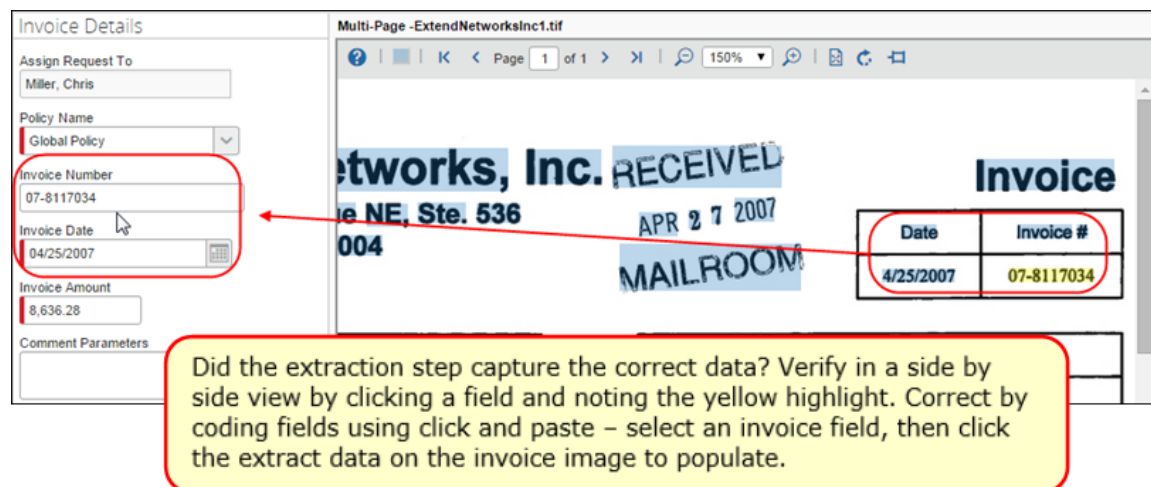 Invoice Details
Assign Request To
Miller, Chris
Policy Name
Global Policy
Invoice Number
07-8117034
Invoice Date
04/25/2007
Invoice Amount
8,636.28
Comment Parameters
Multi-Page -ExtendNetworksInc1.tif
Page 1 of 1
150%
etworks, Inc.
RECEIVED
Invoice
ue NE, Ste. 536
APR 2 7 2007
004
MAILROOM
Date Invoice #
4/25/2007 07-8117034
Did the extraction step capture the correct data? Verify in a side by
side view by clicking a field and noting the yellow highlight. Correct by
coding fields using click and paste – select an invoice field, then click
the extract data on the invoice image to populate.